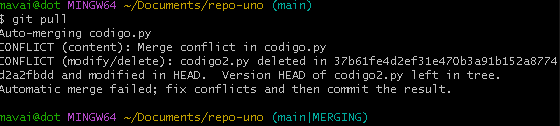 mavai@dot MINGW64 ~/Documents/repo-uno (main)
$ git pull
Auto-merging codigo.py
CONFLICT (content): Merge conflict in codigo.py
CONFLICT (modify/delete): codigo2.py deleted in 37b61fe4d2ef31e470b3a91b152a8774
d2a2fbdd and modified in HEAD.  Version HEAD of codigo2.py left in tree.
Automatic merge failed; fix conflicts and then commit the result.
mavai@dot MINGW64 ~/Documents/repo-uno (main|MERGING)